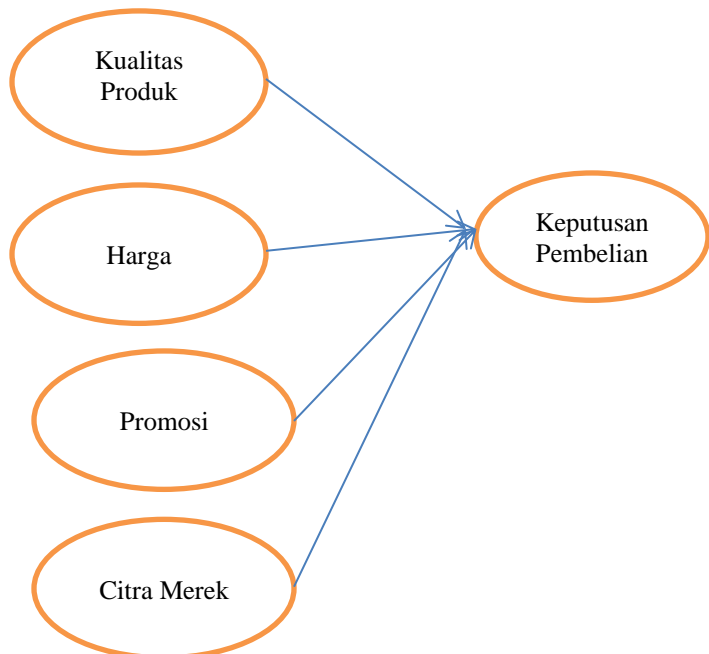 Kualitas
Produk
Harga
Keputusan
Pembelian
Promosi
Citra Merek